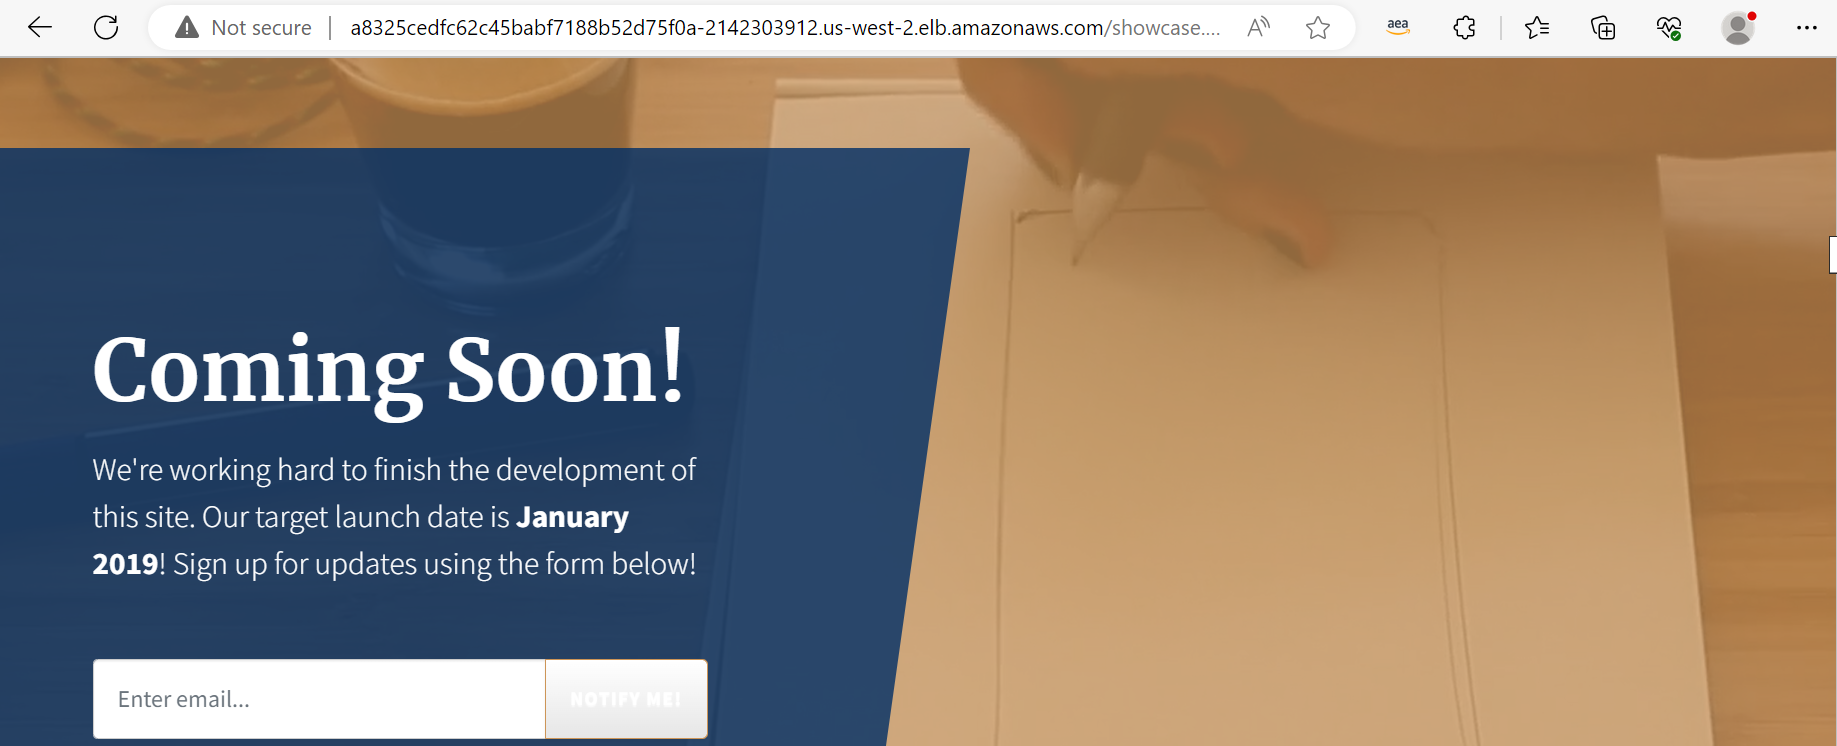 Not secure
a8325cedfc62c45babf7188b52d75f0a-2142303912.us-west-2.elb.amazonaws.com/showcase....
A
aea
Coming Soon!
We're working hard to finish the development of
this site. Our target launch date is January
2019! Sign up for updates using the form below!
Enter email...
NOTIFY ME!